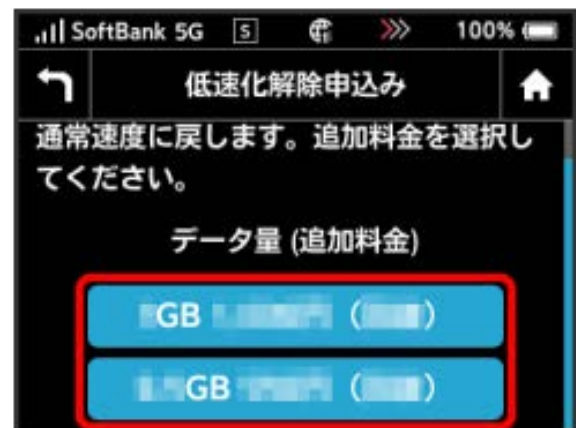 SoftBank 5G S 100%
低速化解除申込み
通常速度に戻します。追加料金を選択し
てください。
データ量 (追加料金)
GB ( )
GB ( )